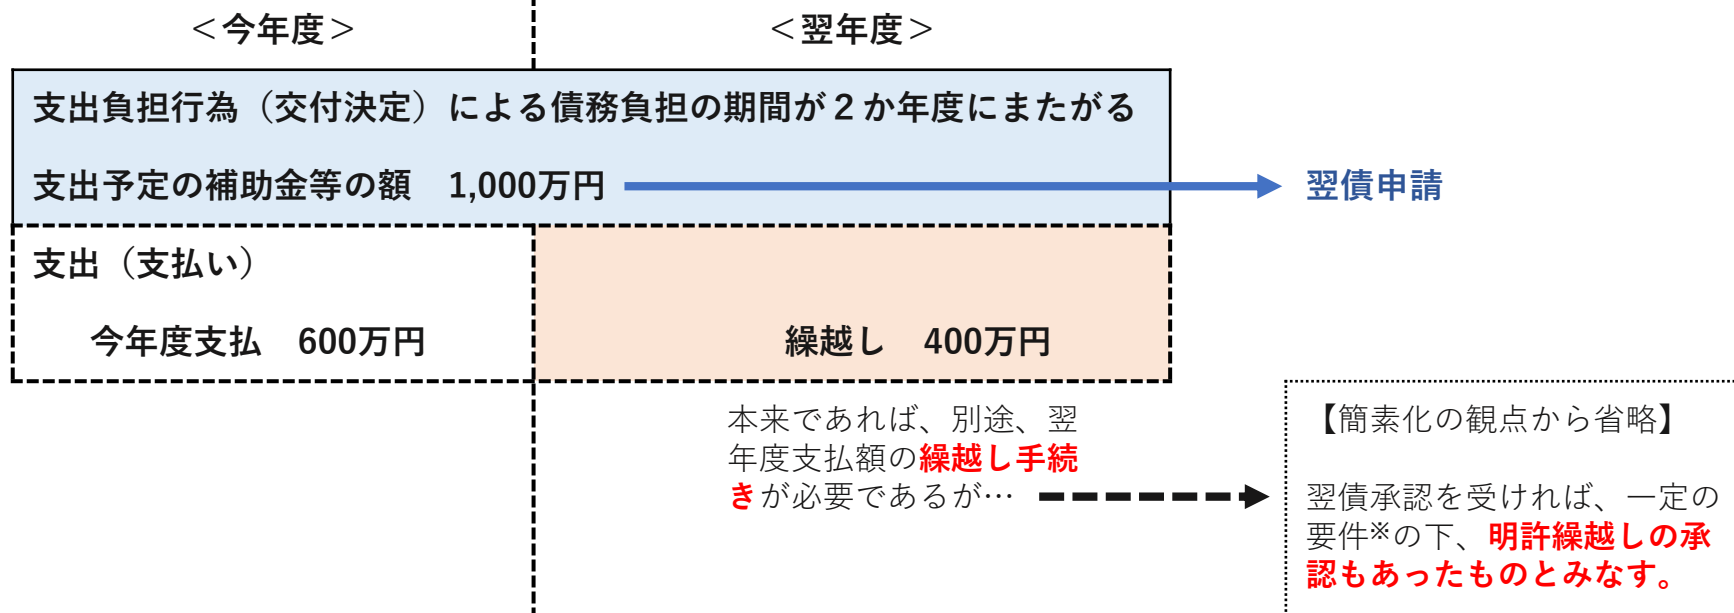 ＜今年度＞
＜翌年度＞
支出負担行為（交付決定）による債務負担の期間が２か年度にまたがる
支出予定の補助金等の額　1,000万円
翌債申請
支出（支払い）
今年度支払　600万円
繰越し　400万円
本来であれば、別途、翌
年度支払額の繰越し手続
きが必要であるが…
【簡素化の観点から省略】
翌債承認を受ければ、一定の
要件※の下、明許繰越しの承
認もあったものとみなす。